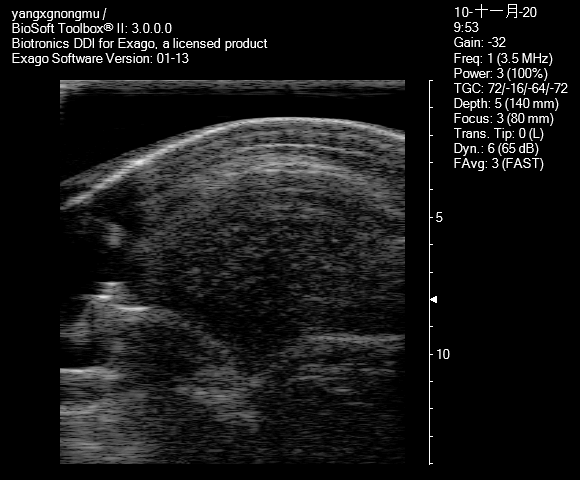 yangxgnongmu /
BioSoft Toolbox® II: 3.0.0.0
Biotronics DDI for Exago, a licensed product
Exago Software Version: 01-13
10-十一月-20
9:53
Gain: -32
Freq: 1 (3.5 MHz)
Power: 3 (100%)
TGC: 72/-16/-64/-72
Depth: 5 (140 mm)
Focus: 3 (80 mm)
Trans. Tip: 0 (L)
Dyn.: 6 (65 dB)
FAvg: 3 (FAST)
5
10